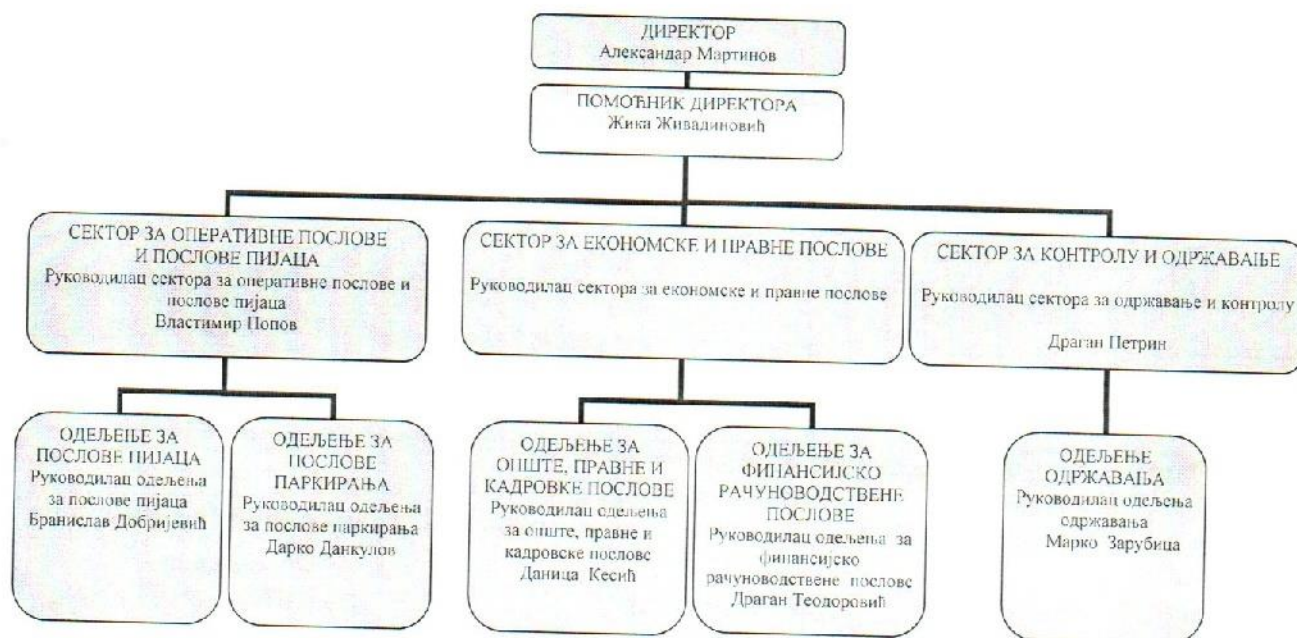 ДИРЕКТОР
Александар Мартинов
ПОМОЋНИК ДИРЕКТОРА
Жика Живадиновић
СЕКТОР ЗА ОПЕРАТИВНЕ ПОСЛОВЕ
И ПОСЛОВЕ ПИЈАЦА
Руководилац сектора за оперативне послове и
послове пијаца
Властимир Попов
СЕКТОР ЗА ЕКОНОМСКЕ И ПРАВНЕ ПОСЛОВЕ
Руководилац сектора за економске и правне послове
СЕКТОР ЗА КОНТРОЛУ И ОДРЖАВАЊЕ
Руководилац сектора за одржавање и контролу
Драган Петрин
ОДЕЉЕЊЕ ЗА
ПОСЛОВЕ ПИЈАЦА
Руководилац одељења
за послове пијаца
Бранислав Добријевић
ОДЕЉЕЊЕ ЗА
ПОСЛОВЕ
ПАРКИРАЊА
Руководилац одељења
за послове паркирања
Дарко Данкулов
ОДЕЉЕЊЕ ЗА
ОПШТЕ, ПРАВНЕ И
КАДРОВКЕ ПОСЛОВЕ
Руководилац одељења
за опште, правне и
кадровске послове
Даница Кесић
ОДЕЉЕЊЕ ЗА
ФИНАНСИЈСКО
РАЧУНОВОДСТВЕНЕ
ПОСЛОВЕ
Руководилац одељења за
финансијско
рачуноводствене послове
Драган Теодоровић
ОДЕЉЕЊЕ
ОДРЖАВАЊА
Руководилац одељења
одржавања
Марко Зарубица